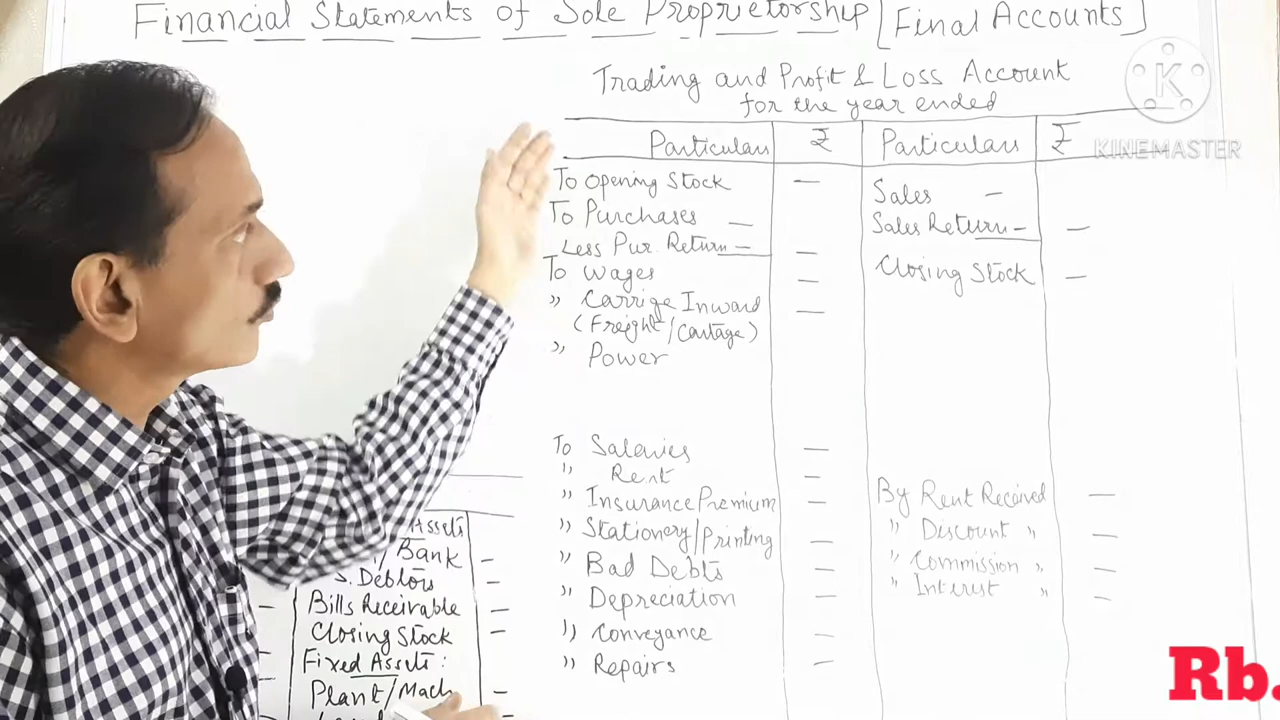 Financial Statements of Sole Proprietorship [Final Accounts]
Trading and Profit & Loss Account
for the year ended
Particulars ₹ Particulars ₹
To Opening Stock —
To Purchases —
Less Pur. Return — —
To Wages —
" Carrige Inward —
(Freight/Cartage)
" Power
To Salaries —
" Rent —
" Insurance Premium —
" Stationery/Printing —
" Bad Debts —
" Depreciation —
" Conveyance —
" Repairs —
Sales —
Sales Return — —
Closing Stock —
By Rent Received —
" Discount " —
" Commission " —
" Interest " —
Assets
/Bank —
S. Debtors —
Bills Receivable —
Closing Stock —
Fixed Assets:
Plant/Mach —
K
KINEMASTER
Rb.